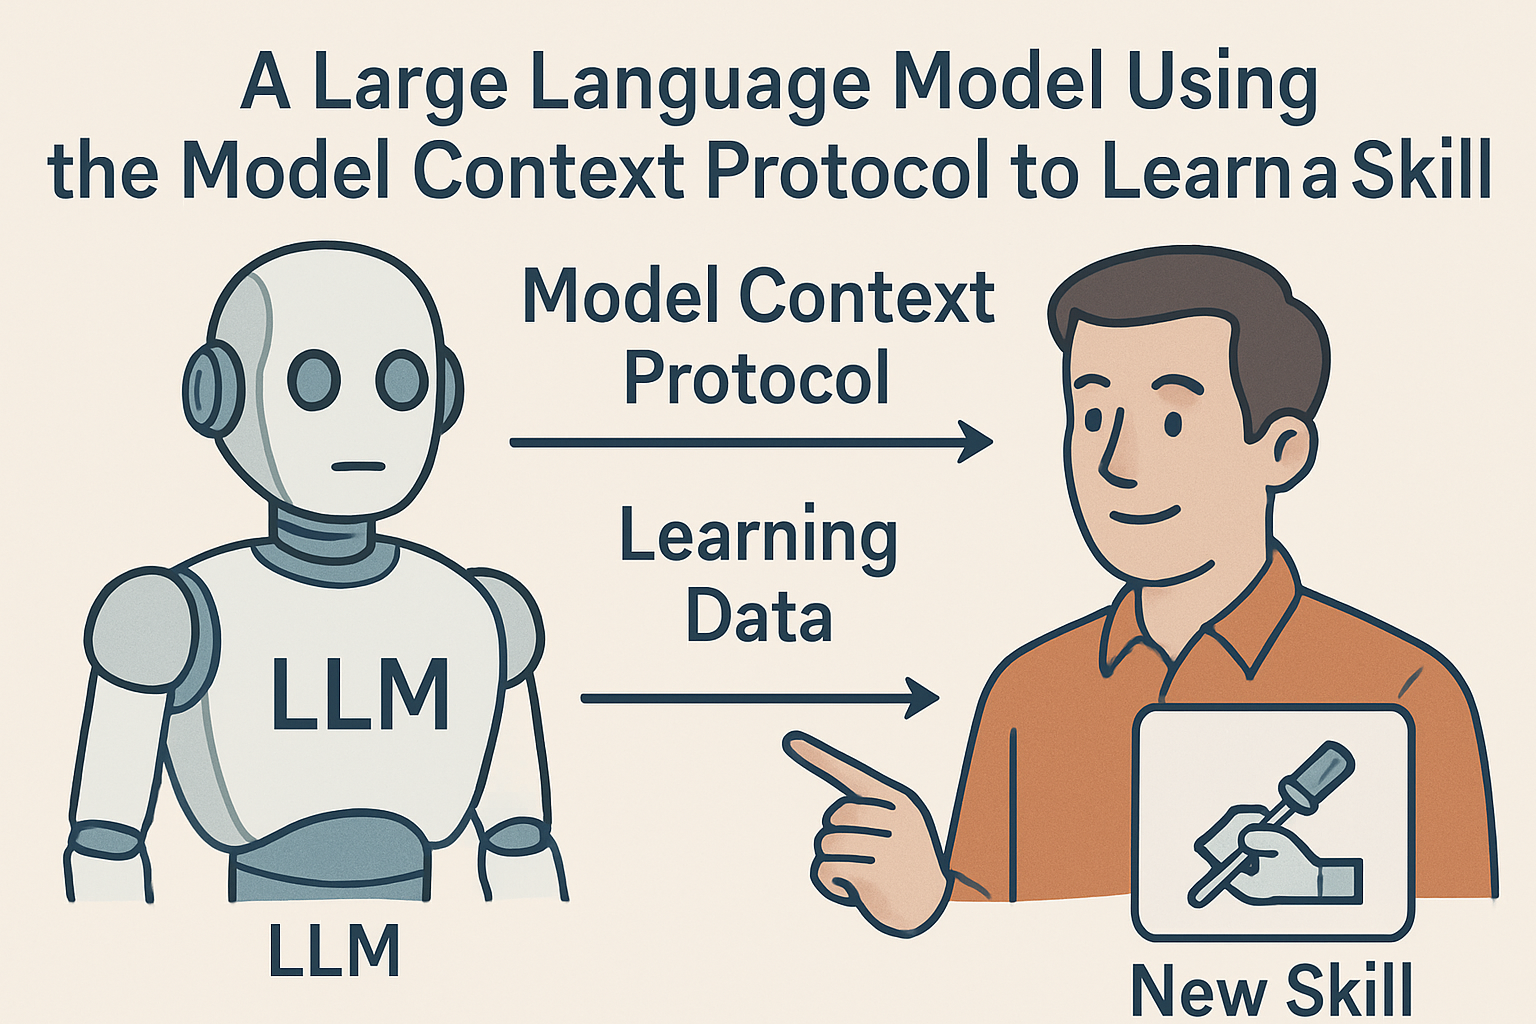 A Large Language Model Using
the Model Context Protocol to Learn a Skill
Model Context
Protocol
Learning
Data
LLM
LLM
New Skill